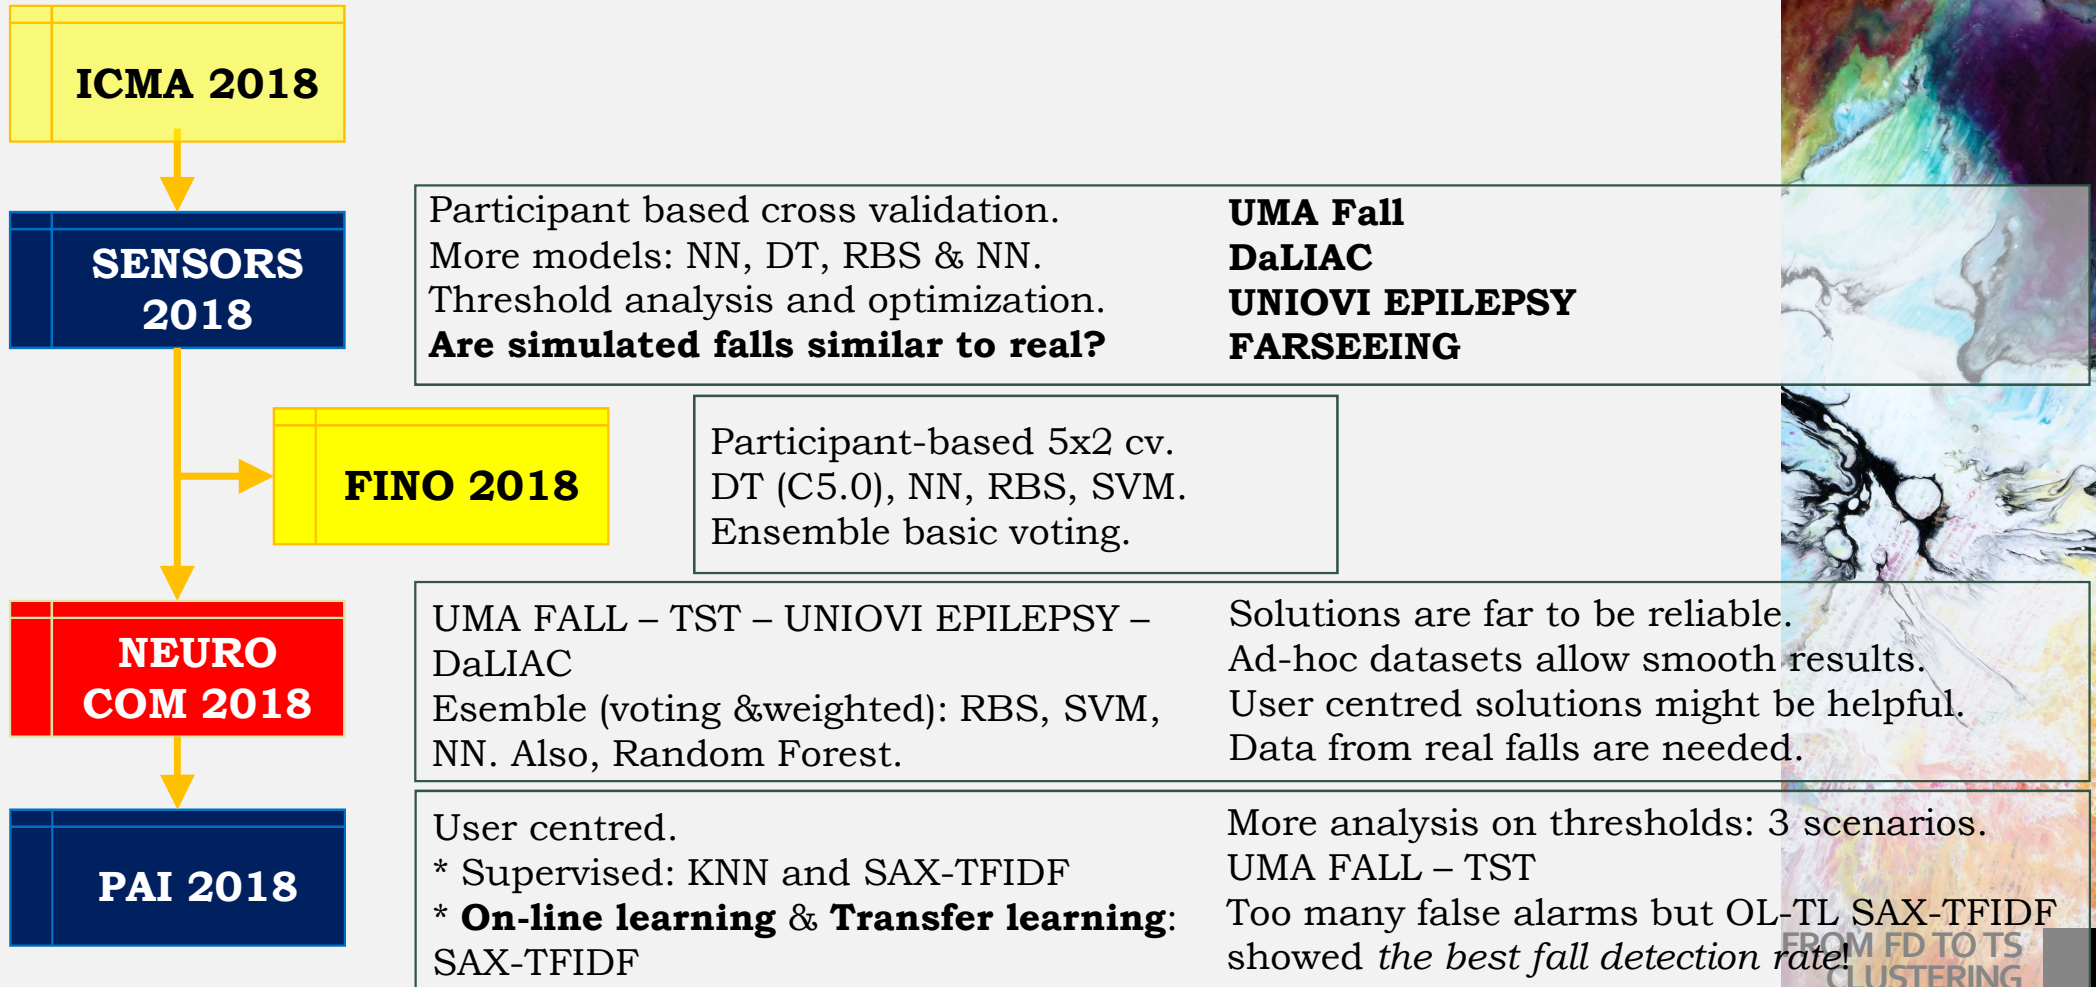 ICMA 2018
SENSORS
2018
Participant based cross validation.
More models: NN, DT, RBS & NN.
Threshold analysis and optimization.
Are simulated falls similar to real?
UMA Fall
DaLIAC
UNIOVI EPILEPSY
FARSEEING
FINO 2018
Participant-based 5x2 cv.
DT (C5.0), NN, RBS, SVM.
Ensemble basic voting.
NEURO
COM 2018
UMA FALL – TST – UNIOVI EPILEPSY –
DaLIAC
Esemble (voting &weighted): RBS, SVM,
NN. Also, Random Forest.
Solutions are far to be reliable.
Ad-hoc datasets allow smooth results.
User centred solutions might be helpful.
Data from real falls are needed.
PAI 2018
User centred.
* Supervised: KNN and SAX-TFIDF
* On-line learning & Transfer learning:
SAX-TFIDF
More analysis on thresholds: 3 scenarios.
UMA FALL – TST
Too many false alarms but OL-TL SAX-TFIDF
showed the best fall detection rate!
FROM FD TO TS
CLUSTERING